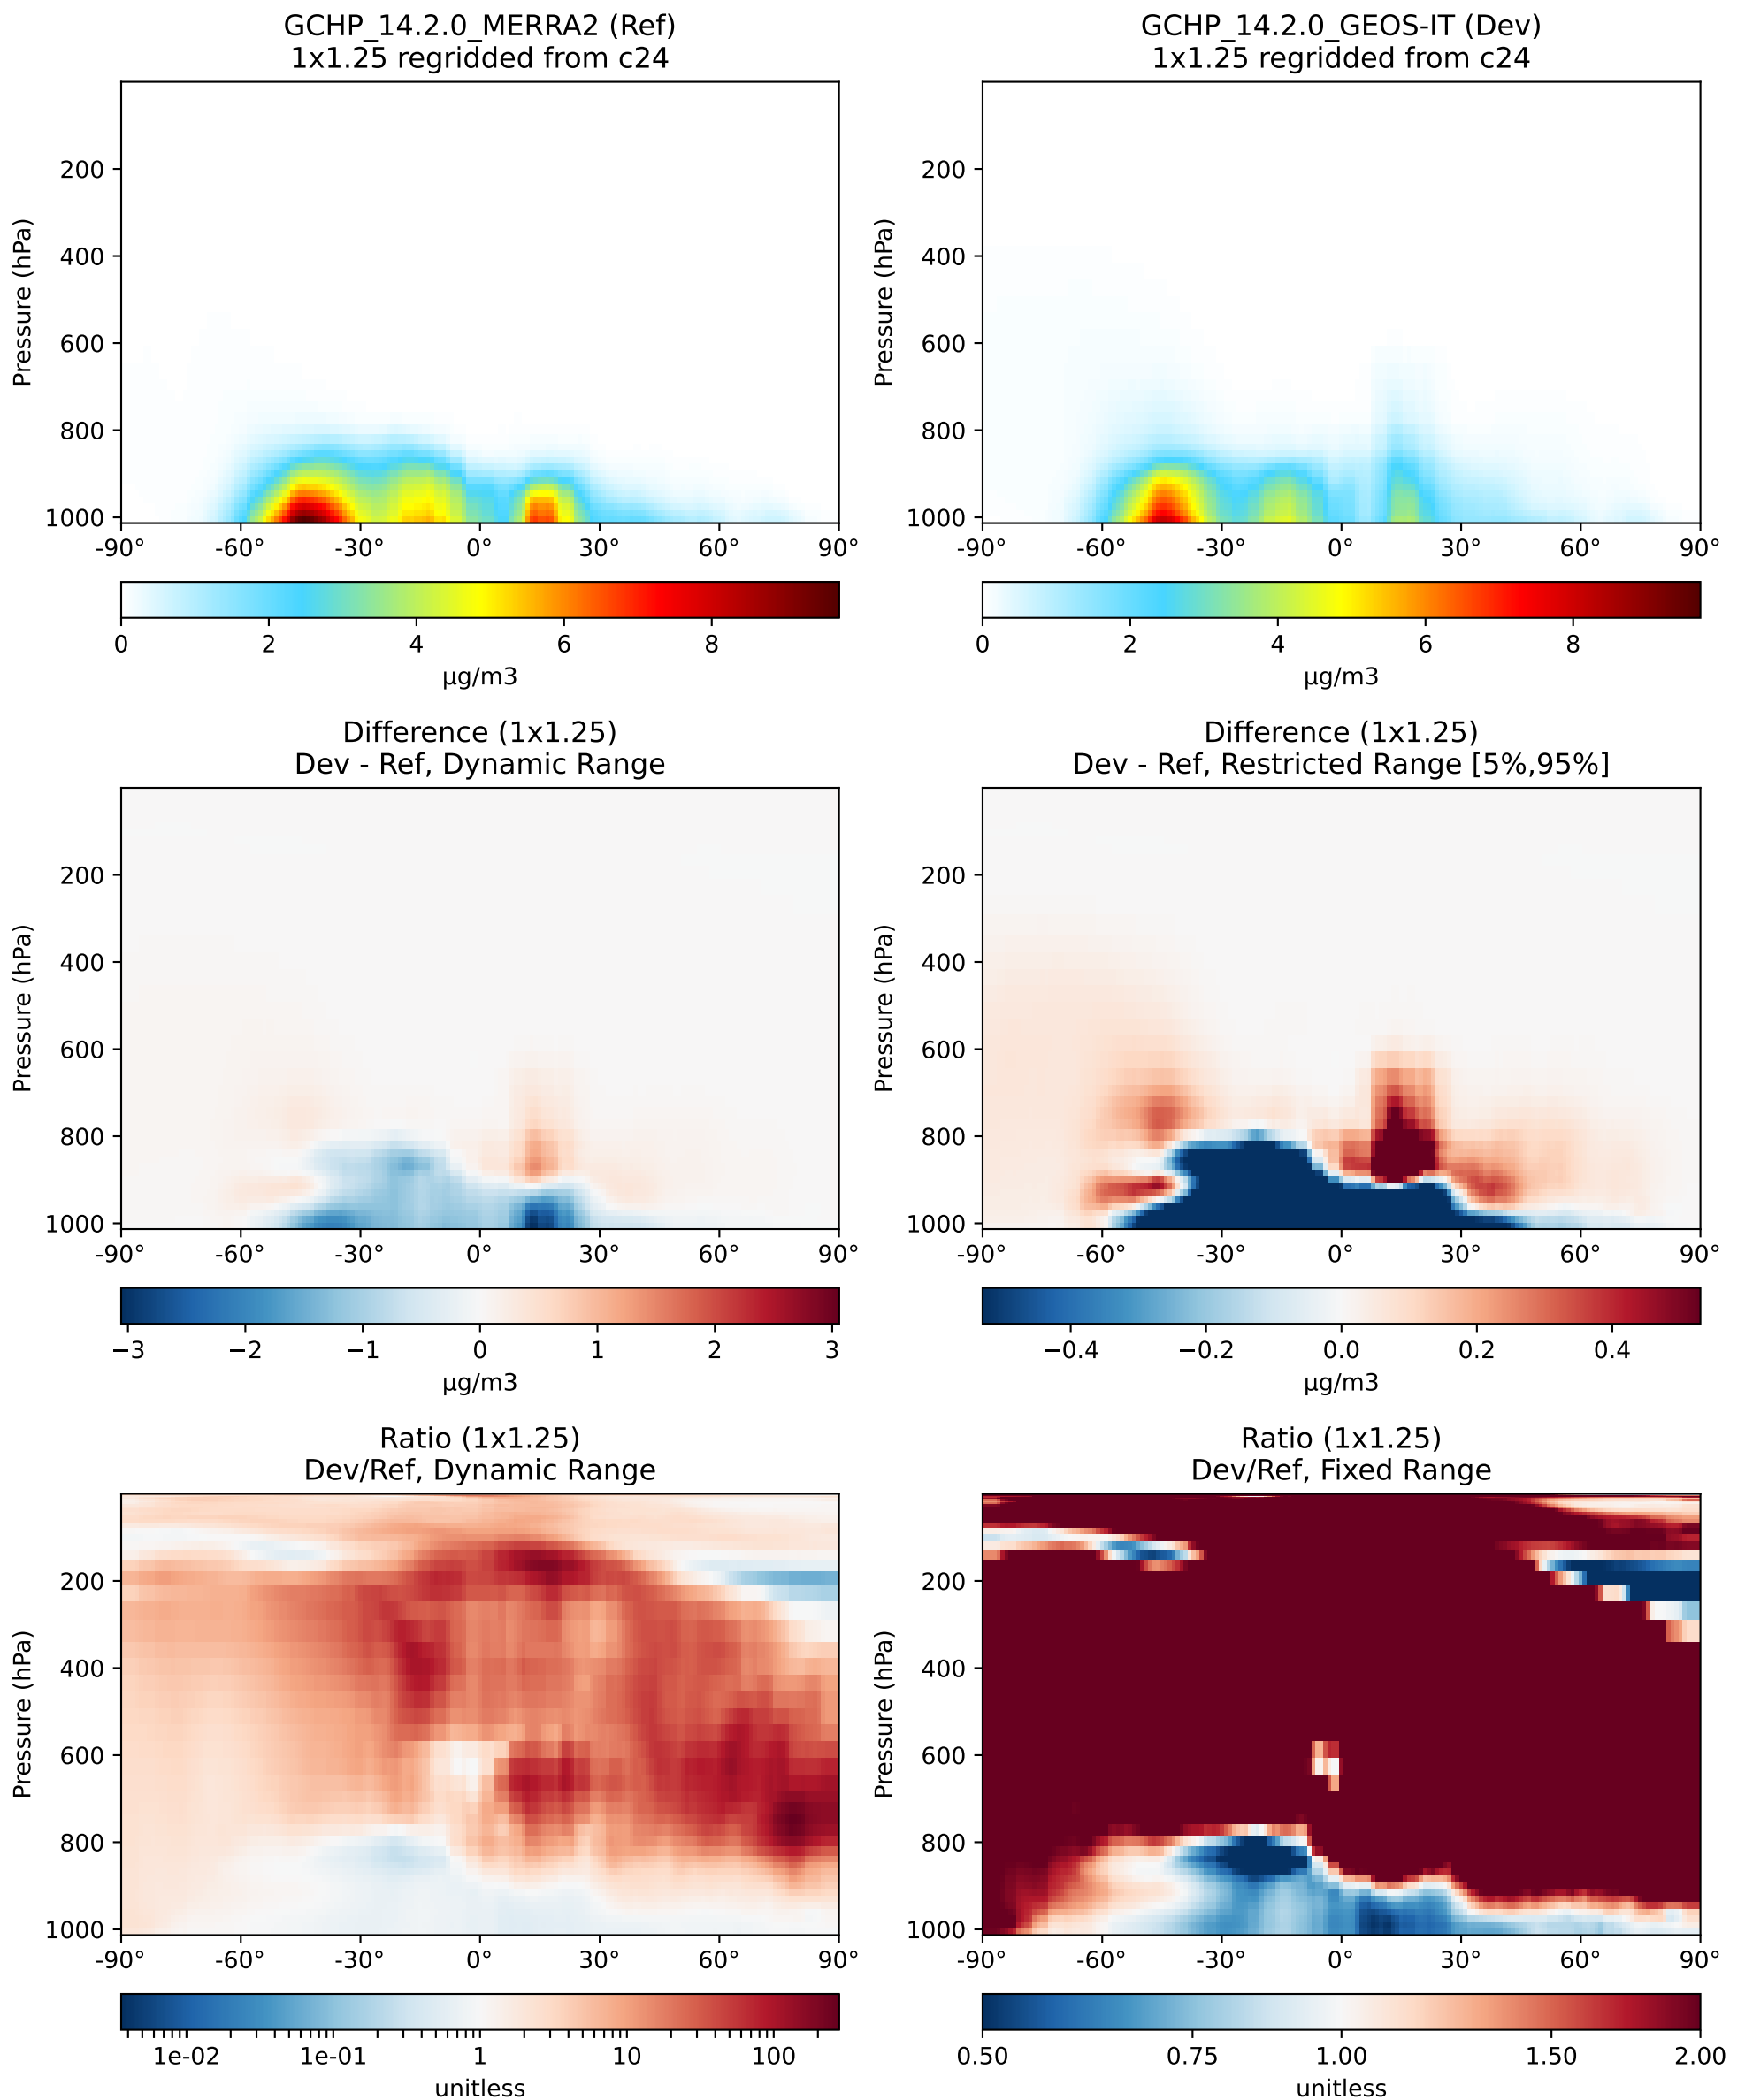 GCHP_14.2.0_MERRA2 (Ref)
1x1.25 regridded from c24
Pressure (hPa)
200
400
600
800
1000
-90° -60° -30° 0° 30° 60° 90°
0 2 4 6 8
µg/m3
GCHP_14.2.0_GEOS-IT (Dev)
1x1.25 regridded from c24
Pressure (hPa)
200
400
600
800
1000
-90° -60° -30° 0° 30° 60° 90°
0 2 4 6 8
µg/m3
Difference (1x1.25)
Dev - Ref, Dynamic Range
Pressure (hPa)
200
400
600
800
1000
-90° -60° -30° 0° 30° 60° 90°
−3 −2 −1 0 1 2 3
µg/m3
Difference (1x1.25)
Dev - Ref, Restricted Range [5%,95%]
Pressure (hPa)
200
400
600
800
1000
-90° -60° -30° 0° 30° 60° 90°
−0.4 −0.2 0.0 0.2 0.4
µg/m3
Ratio (1x1.25)
Dev/Ref, Dynamic Range
Pressure (hPa)
200
400
600
800
1000
-90° -60° -30° 0° 30° 60° 90°
1e-02 1e-01 1 10 100
unitless
Ratio (1x1.25)
Dev/Ref, Fixed Range
Pressure (hPa)
200
400
600
800
1000
-90° -60° -30° 0° 30° 60° 90°
0.50 0.75 1.00 1.50 2.00
unitless